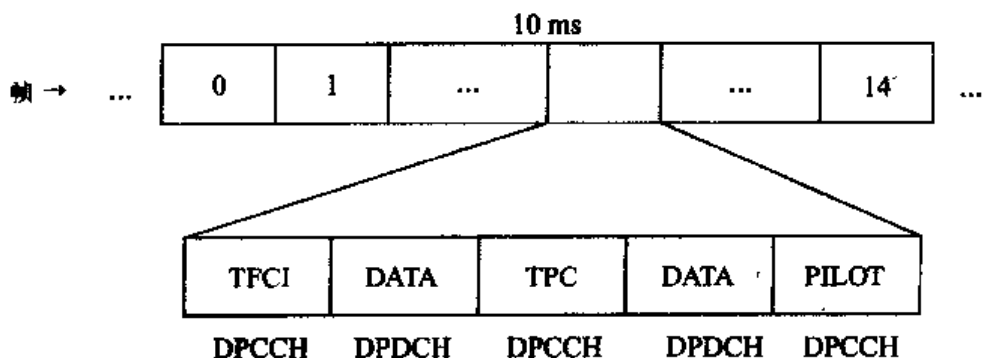 10 ms
帧 → ... 0 1 ... ... 14 ...
TFCI DATA TPC DATA PILOT
DPCCH DPDCH DPCCH DPDCH DPCCH